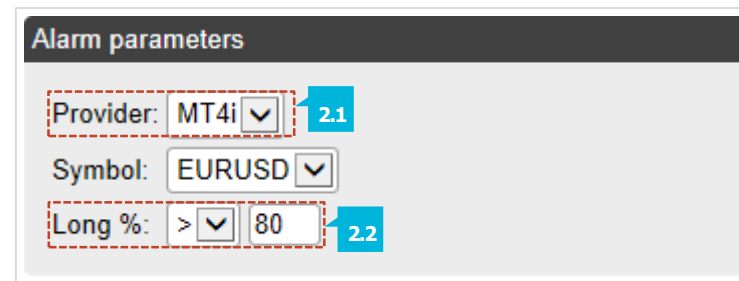 Alarm parameters
Provider: MT4i 2.1
Symbol: EURUSD
Long %: > 80 2.2